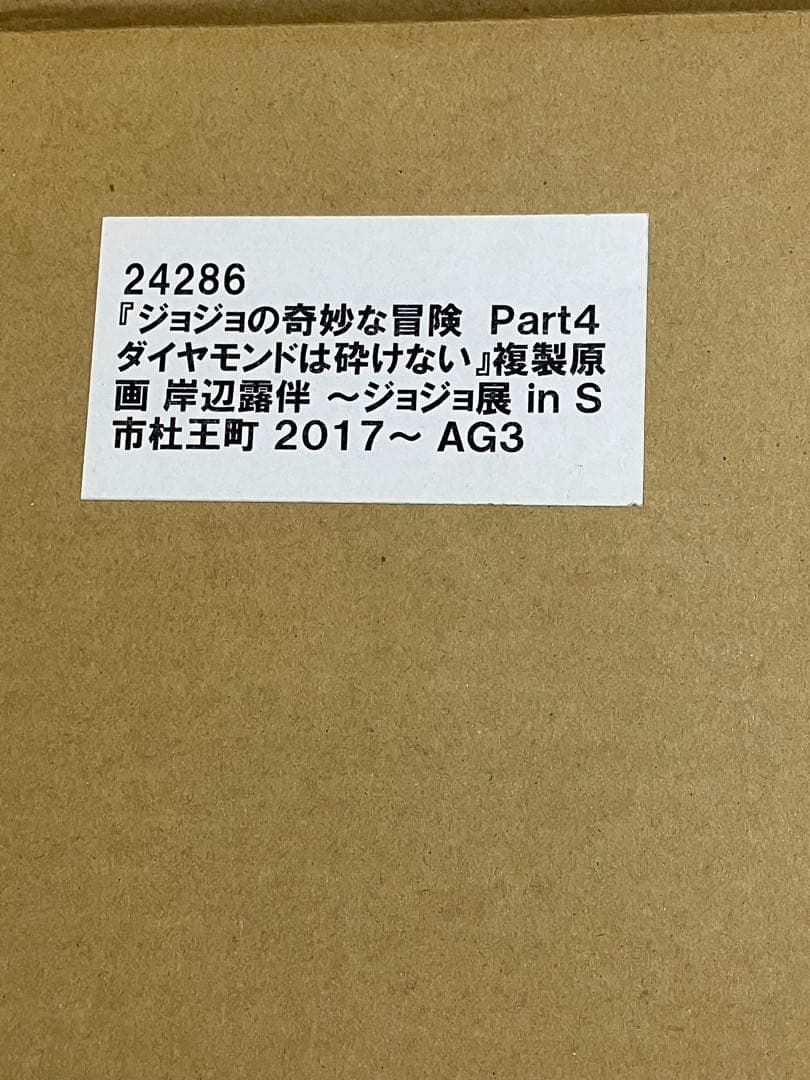 24286
『ジョジョの奇妙な冒険 Part4
ダイヤモンドは砕けない』複製原
画 岸辺露伴 ～ジョジョ展 in S
市杜王町 2017～ AG3